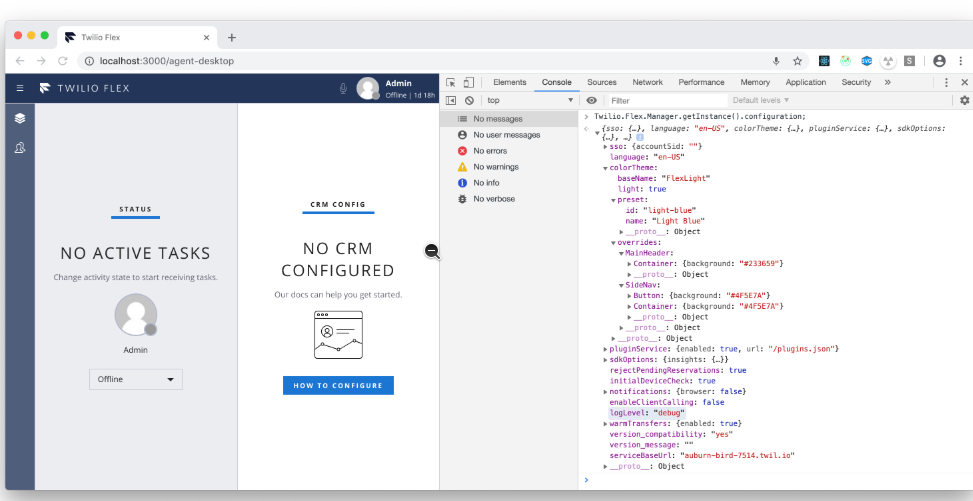 Twilio Flex
localhost:3000/agent-desktop
TWILIO FLEX
Admin
Offline | 1d 18h
STATUS
NO ACTIVE TASKS
Change activity state to start receiving tasks.
Admin
Offline
CRM CONFIG
NO CRM
CONFIGURED
Our docs can help you get started.
HOW TO CONFIGURE
Elements Console Sources Network Performance Memory Application Security »
top
Filter
Default levels
No messages
No user messages
No errors
No warnings
No info
No verbose
Twilio.Flex.Manager.getInstance().configuration;
{sso: {…}, language: "en-US", colorTheme: {…}, pluginService: {…}, sdkOptions:
{…}, …}
sso: {accountSid: ""}
language: "en-US"
colorTheme:
baseName: "FlexLight"
light: true
preset:
id: "light-blue"
name: "Light Blue"
__proto__: Object
overrides:
MainHeader:
Container: {background: "#233659"}
__proto__: Object
SideNav:
Button: {background: "#4F5E7A"}
Container: {background: "#4F5E7A"}
__proto__: Object
__proto__: Object
__proto__: Object
pluginService: {enabled: true, url: "/plugins.json"}
sdkOptions: {insights: {…}}
rejectPendingReservations: true
initialDeviceCheck: true
notifications: {browser: false}
enableClientCalling: false
logLevel: "debug"
warmTransfers: {enabled: true}
version_compatibility: "yes"
version_message: ""
serviceBaseUrl: "auburn-bird-7514.twil.io"
__proto__: Object